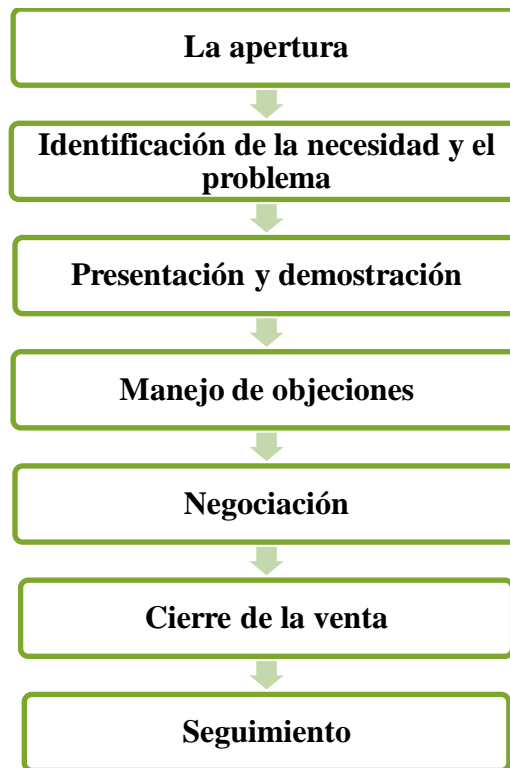 La apertura
Identificación de la necesidad y el
problema
Presentación y demostración
Manejo de objeciones
Negociación
Cierre de la venta
Seguimiento